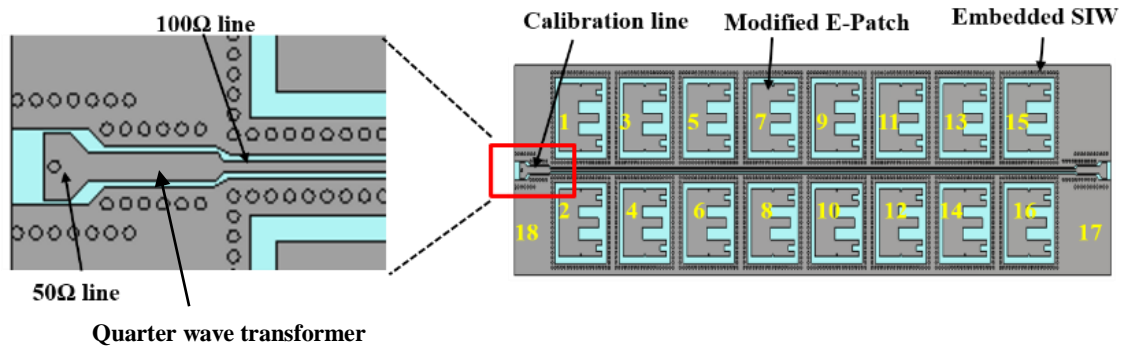 100Ω line
Calibration line
Modified E-Patch
Embedded SIW
1 3 5 7 9 11 13 15
2 4 6 8 10 12 14 16
18 17
50Ω line
Quarter wave transformer